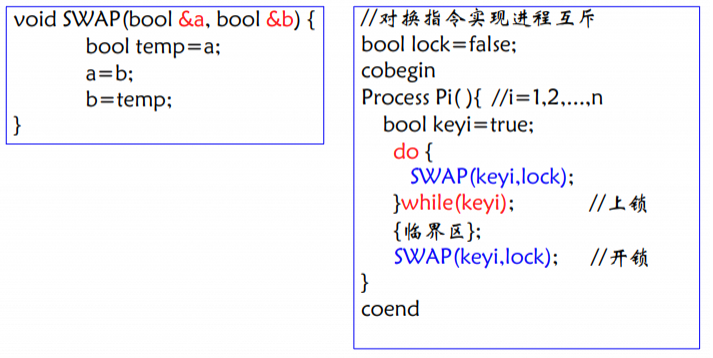 void SWAP(bool &a, bool &b) {
bool temp=a;
a=b;
b=temp;
}
//对换指令实现进程互斥
bool lock=false;
cobegin
Process Pi( ){ //i=1,2,...,n
bool keyi=true;
do {
SWAP(keyi,lock);
}while(keyi); //上锁
{临界区};
SWAP(keyi,lock); //开锁
}
coend